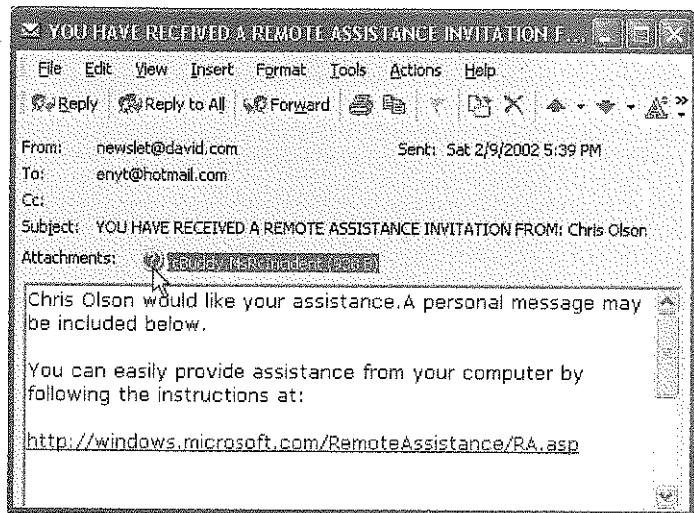 YOU HAVE RECEIVED A REMOTE ASSISTANCE INVITATION F...
File Edit View Insert Format Tools Actions Help
Reply Reply to All Forward
From: newslet@david.com Sent: Sat 2/9/2002 5:39 PM
To: enyt@hotmail.com
Cc:
Subject: YOU HAVE RECEIVED A REMOTE ASSISTANCE INVITATION FROM: Chris Olson
Attachments:
Chris Olson would like your assistance.A personal message may
be included below.
You can easily provide assistance from your computer by
following the instructions at:
http://windows.microsoft.com/RemoteAssistance/RA.asp